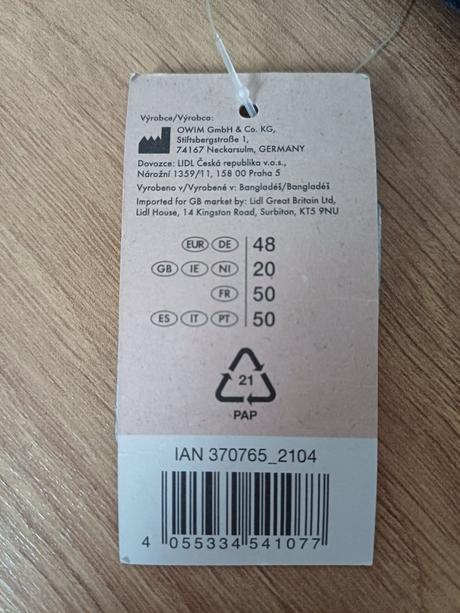 Výrobce/Výrobca:
OWIM GmbH & Co. KG,
Stiftsbergstraße 1,
74167 Neckarsulm, GERMANY
Dovozce: LIDL Česká republika v.o.s.,
Nárožní 1359/11, 158 00 Praha 5
Vyrobeno v/Vyrobené v: Bangladéš/Bangladéš
Imported for GB market by: Lidl Great Britain Ltd,
Lidl House, 14 Kingston Road, Surbiton, KT5 9NU
EUR DE 48
GB IE NI 20
FR 50
ES IT PT 50
21
PAP
IAN 370765_2104
4 055334 541077